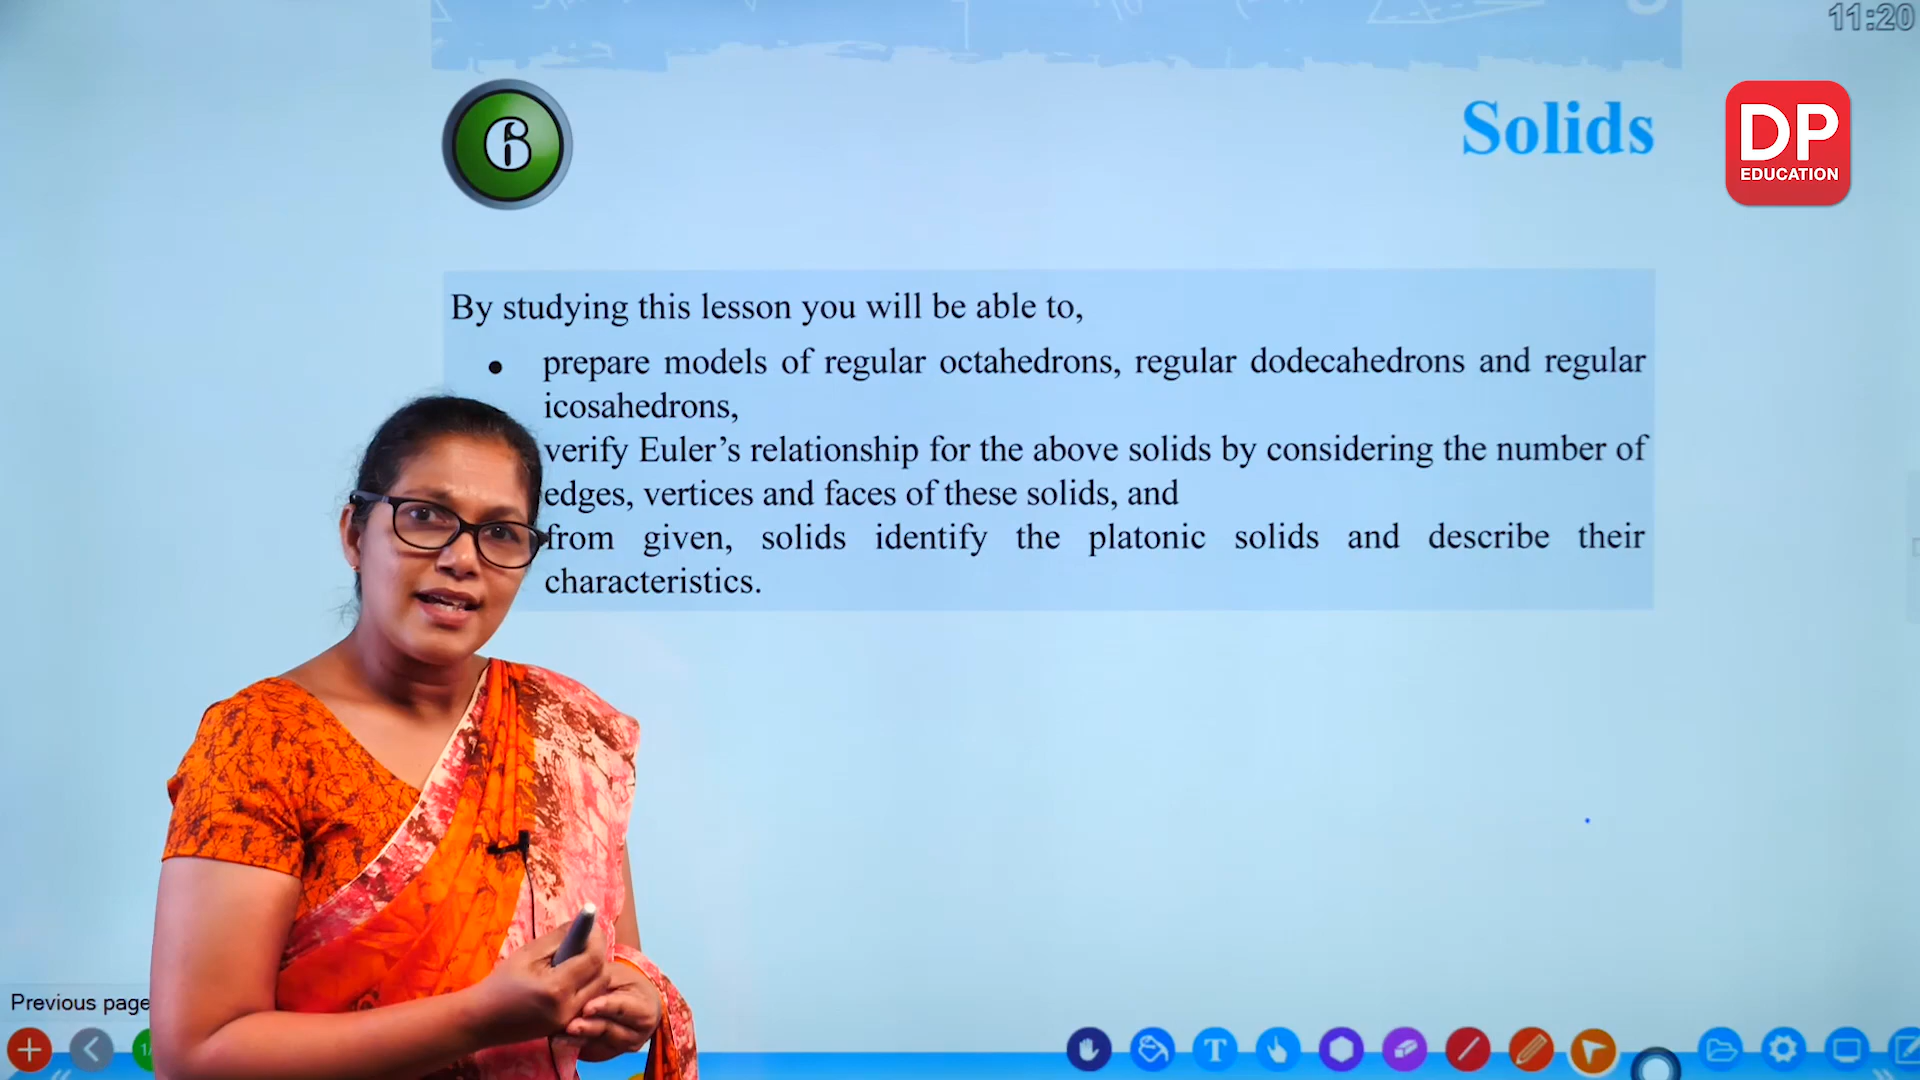 11:20
6
Solids
DP
EDUCATION
By studying this lesson you will be able to,
• prepare models of regular octahedrons, regular dodecahedrons and regular
icosahedrons,
verify Euler’s relationship for the above solids by considering the number of
edges, vertices and faces of these solids, and
from given, solids identify the platonic solids and describe their
characteristics.
Previous page
T